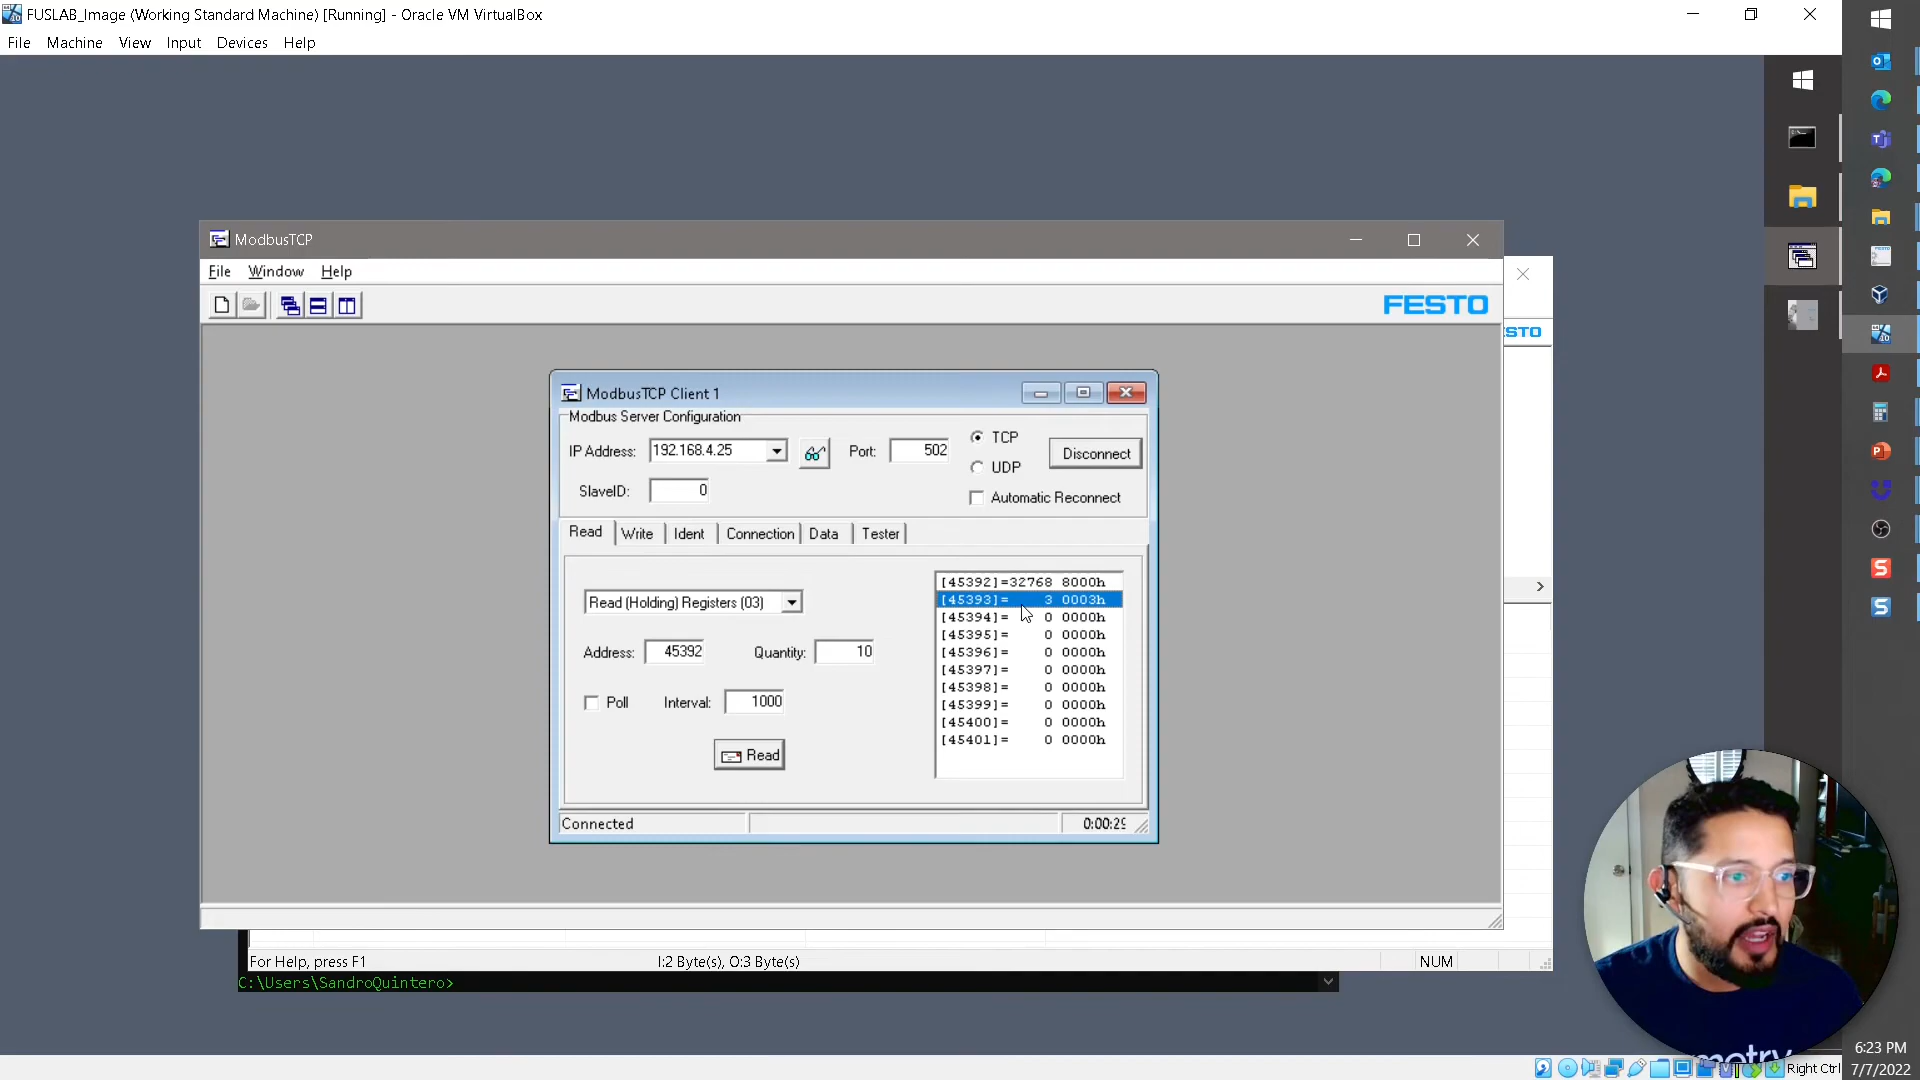 FUSLAB_Image (Working Standard Machine) [Running] - Oracle VM VirtualBox
File Machine View Input Devices Help
ModbusTCP
File Window Help
FESTO
STO
ModbusTCP Client 1
Modbus Server Configuration
IP Address: 192.168.4.25 Port: 502
TCP
UDP
Disconnect
SlaveID: 0
Automatic Reconnect
Read Write Ident Connection Data Tester
Read (Holding) Registers (03)
Address: 45392 Quantity: 10
Poll Interval: 1000
Read
[45392]=32768 8000h
[45393]= 3 0003h
[45394]= 0 0000h
[45395]= 0 0000h
[45396]= 0 0000h
[45397]= 0 0000h
[45398]= 0 0000h
[45399]= 0 0000h
[45400]= 0 0000h
[45401]= 0 0000h
Connected 0:00:29
For Help, press F1 I:2 Byte(s), O:3 Byte(s) NUM
C:\Users\SandroQuintero>
Right Ctrl
6:23 PM
7/7/2022